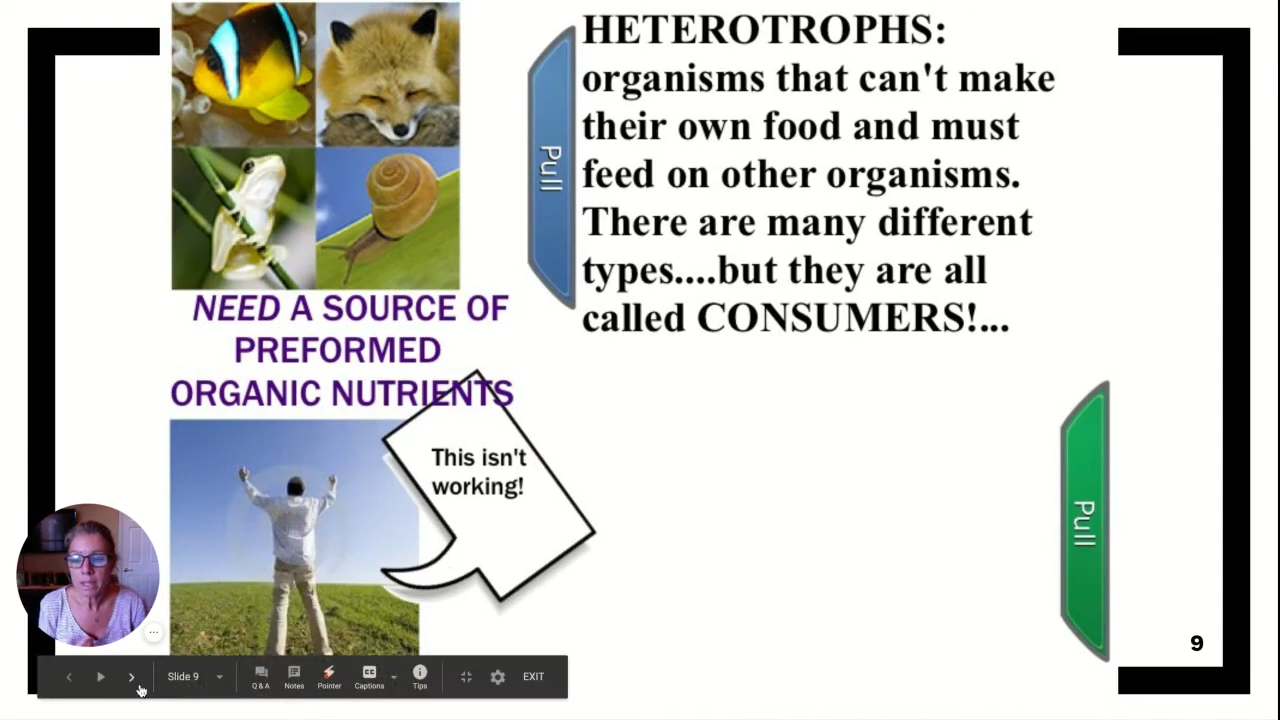 HETEROTROPHS:
organisms that can't make
their own food and must
feed on other organisms.
There are many different
types....but they are all
called CONSUMERS!...
Pull
NEED A SOURCE OF
PREFORMED
ORGANIC NUTRIENTS
This isn't
working!
Pull
9
Slide 9
Q & A
Notes
Pointer
Captions
Tips
EXIT